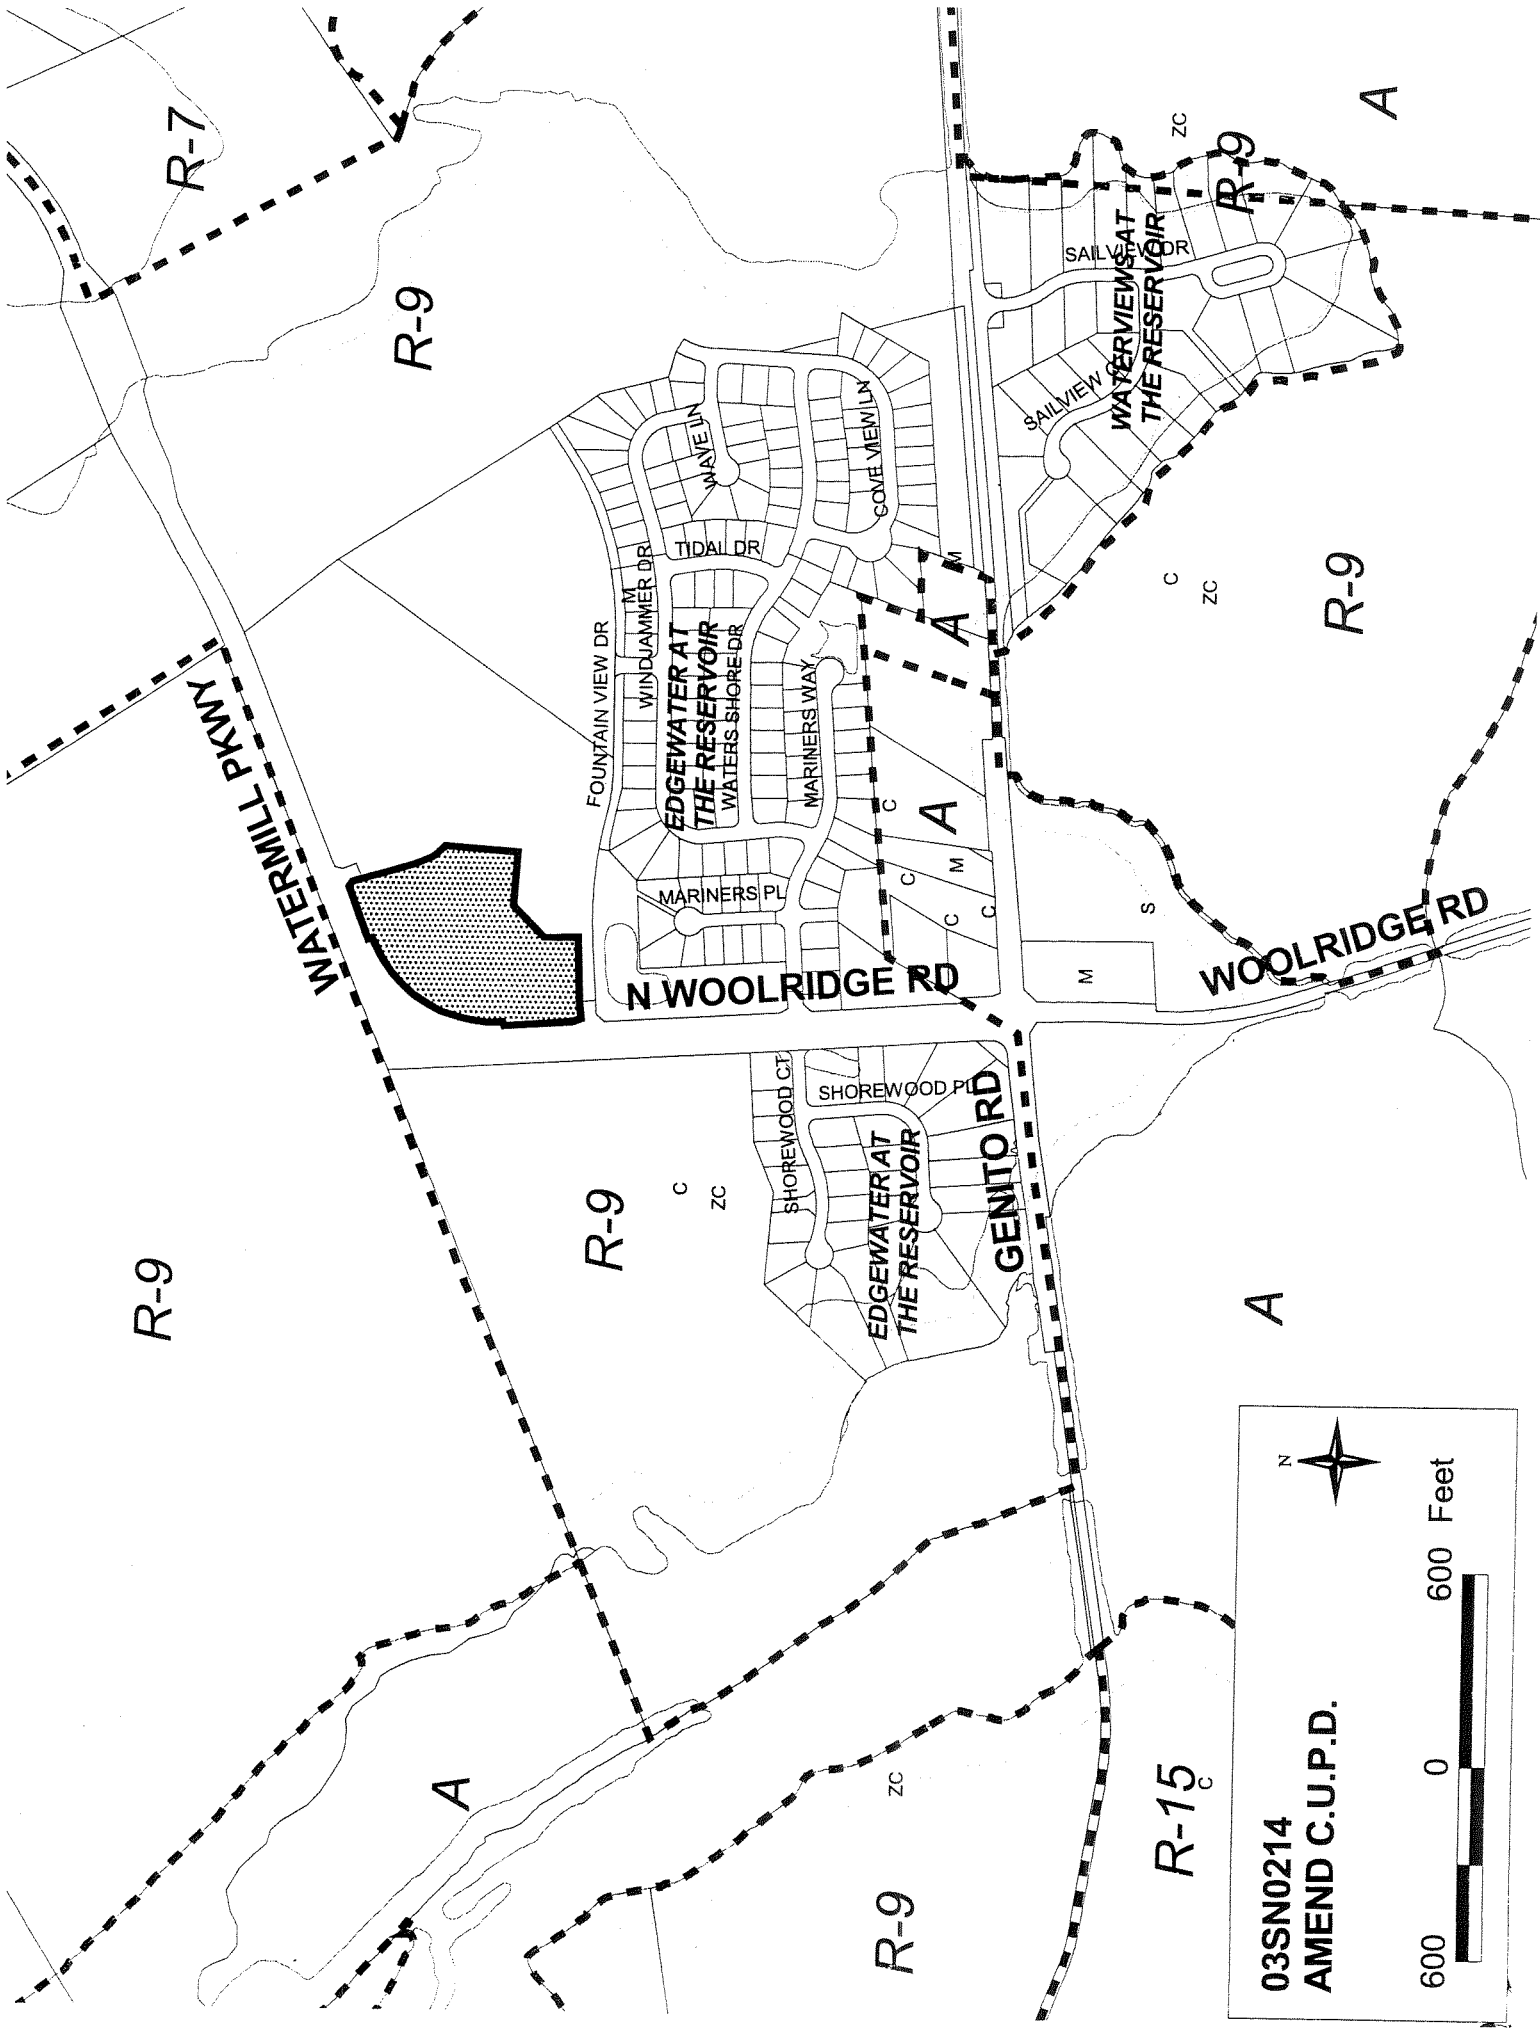 R-7
R-9
A
ZC
R-9
SAILVIEW DR
WATERVIEWS AT
THE RESERVOIR
SAILVIEW
WAVE LN
COVE VIEW LN
TIDAL DR
M
FOUNTAIN VIEW DR
WINDJAMMER DR
M
EDGEWATER AT
THE RESERVOIR
WATERS SHORE DR
MARINERS WAY
A
C
ZC
R-9
WATERMILL PKWY
C
A
C
M
C
C
S
MARINERS PL
N WOOLRIDGE RD
M
WOOLRIDGE RD
SHOREWOOD CT
SHOREWOOD PL
GENITO RD
EDGEWATER AT
THE RESERVOIR
R-9
C
ZC
R-9
A
A
ZC
R-9
R-15
C
N
03SN0214
AMEND C.U.P.D.
600 0 600 Feet